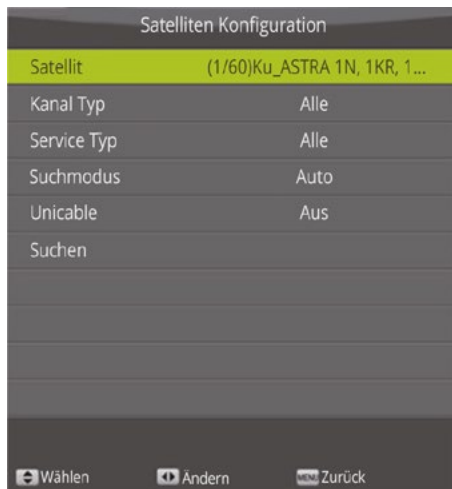 Satelliten Konfiguration
Satellit (1/60)Ku_ASTRA 1N, 1KR, 1...
Kanal Typ Alle
Service Typ Alle
Suchmodus Auto
Unicable Aus
Suchen
Wählen Ändern MENU Zurück